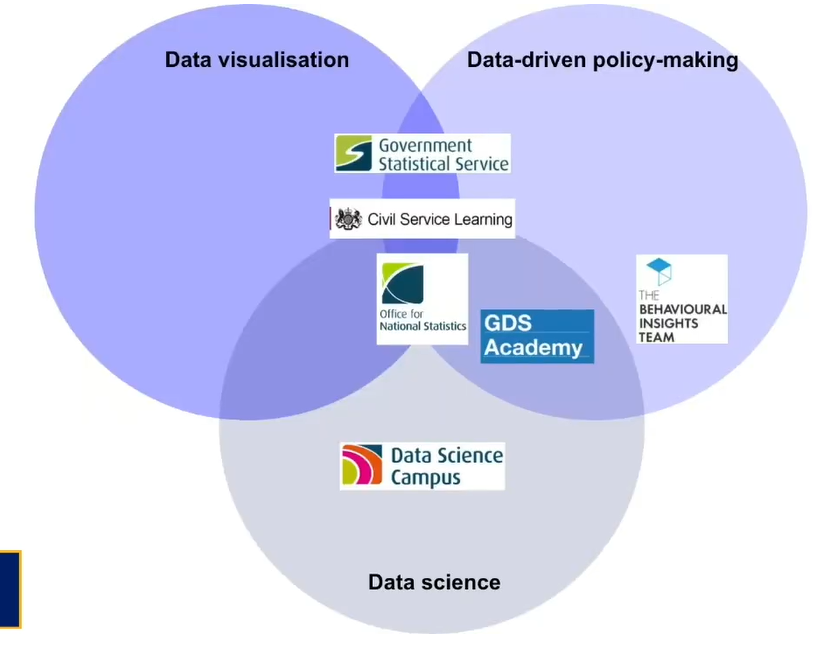 Data visualisation
Data-driven policy-making
Government
Statistical Service
Civil Service Learning
Office for
National Statistics
GDS
Academy
THE
BEHAVIOURAL
INSIGHTS
TEAM
Data Science
Campus
Data science